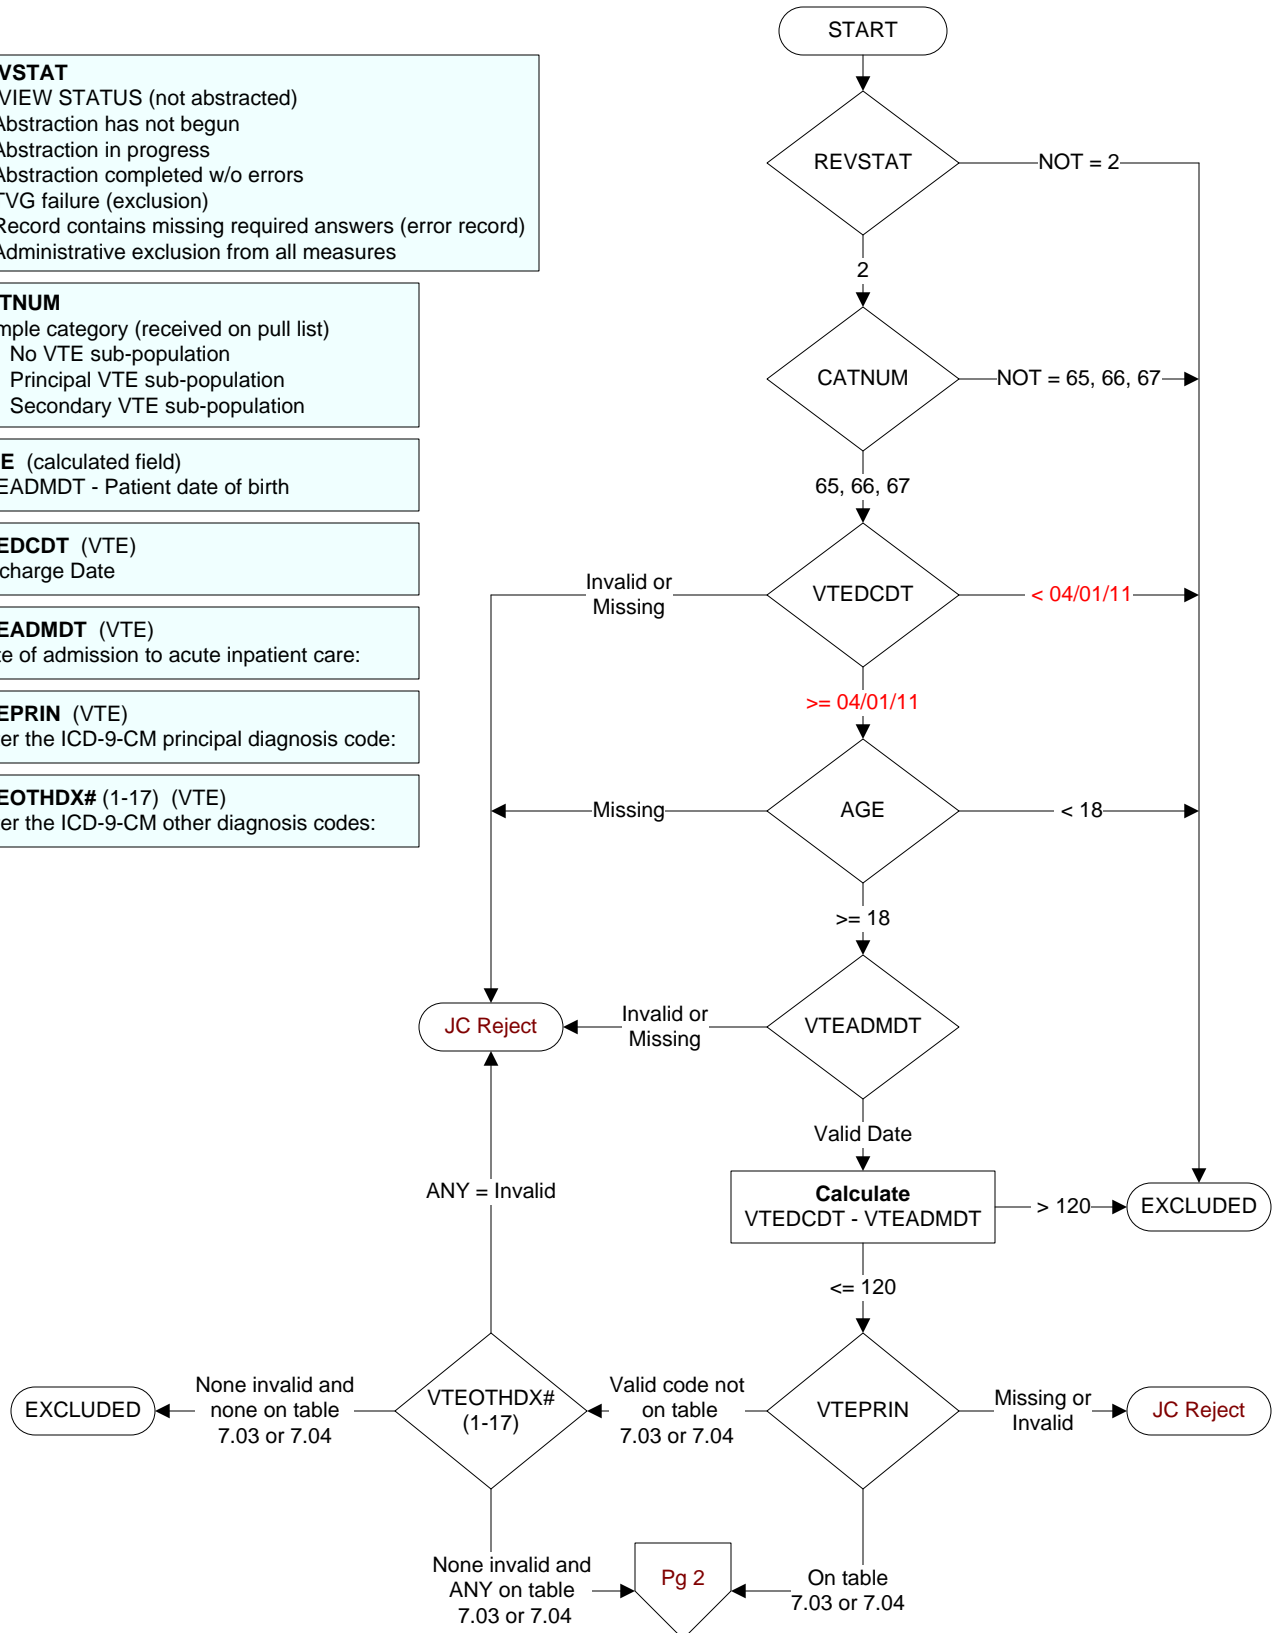 START
VSTAT
VIEW STATUS (not abstracted)
Abstraction has not begun
Abstraction in progress
Abstraction completed w/o errors
TVG failure (exclusion)
Record contains missing required answers (error record)
Administrative exclusion from all measures
REVSTAT
NOT = 2
2
TNUM
mple category (received on pull list)
No VTE sub-population
Principal VTE sub-population
Secondary VTE sub-population
CATNUM
NOT = 65, 66, 67
65, 66, 67
E (calculated field)
EADMDT - Patient date of birth
EDCDT (VTE)
charge Date
Invalid or
Missing
VTEDCDT
< 04/01/11
>= 04/01/11
EADMDT (VTE)
te of admission to acute inpatient care:
EPRIN (VTE)
er the ICD-9-CM principal diagnosis code:
EOTHDX# (1-17) (VTE)
er the ICD-9-CM other diagnosis codes:
Missing
AGE
< 18
>= 18
JC Reject
Invalid or
Missing
VTEADMDT
Valid Date
ANY = Invalid
Calculate
VTEDCDT - VTEADMDT
> 120
EXCLUDED
<= 120
EXCLUDED
None invalid and
none on table
7.03 or 7.04
VTEOTHDX#
(1-17)
Valid code not
on table
7.03 or 7.04
VTEPRIN
Missing or
Invalid
JC Reject
None invalid and
ANY on table
7.03 or 7.04
Pg 2
On table
7.03 or 7.04